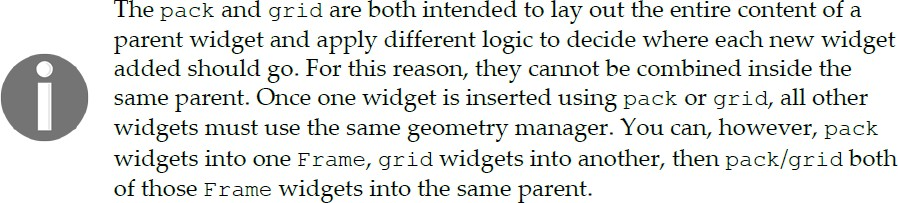 The pack and grid are both intended to lay out the entire content of a
parent widget and apply different logic to decide where each new widget
added should go. For this reason, they cannot be combined inside the
same parent. Once one widget is inserted using pack or grid, all other
widgets must use the same geometry manager. You can, however, pack
widgets into one Frame, grid widgets into another, then pack/grid both
of those Frame widgets into the same parent.